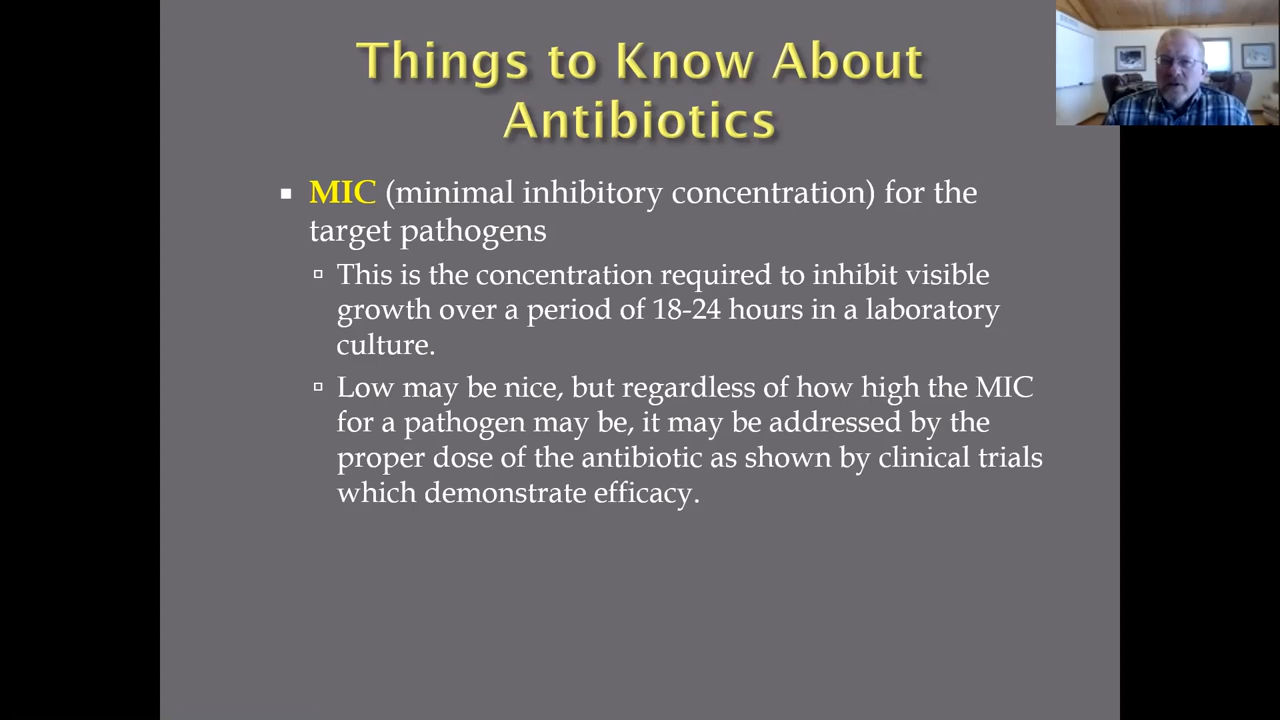 Things to Know About
Antibiotics
MIC (minimal inhibitory concentration) for the
target pathogens
This is the concentration required to inhibit visible
growth over a period of 18-24 hours in a laboratory
culture.
Low may be nice, but regardless of how high the MIC
for a pathogen may be, it may be addressed by the
proper dose of the antibiotic as shown by clinical trials
which demonstrate efficacy.